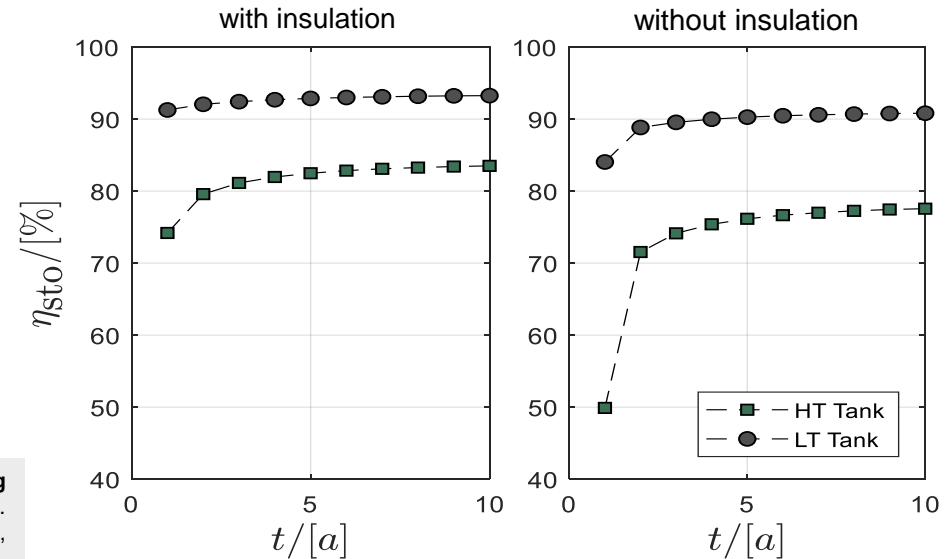 with insulation
without insulation
100
90
80
70
60
50
40
0
5
10
100
90
80
70
60
50
40
0
5
10
η_sto/[%]
t/[a]
t/[a]
HT Tank
LT Tank
g
.
,